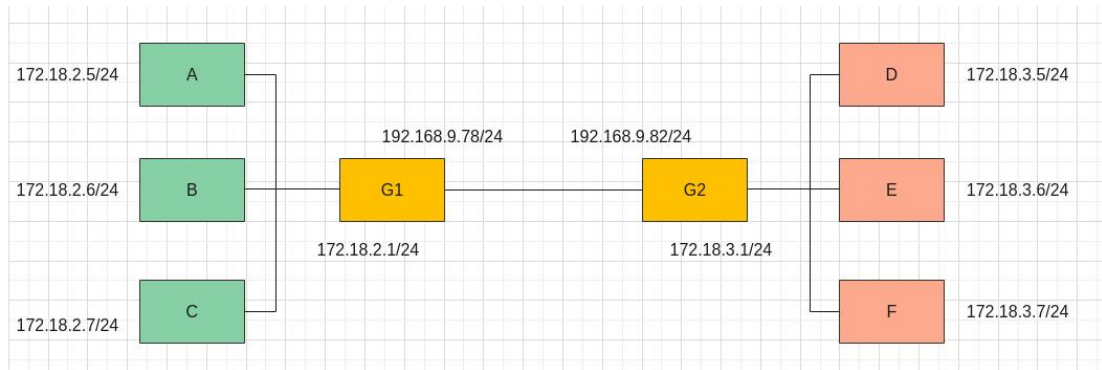 172.18.2.5/24
A
D
172.18.3.5/24
192.168.9.78/24
192.168.9.82/24
172.18.2.6/24
B
G1
G2
E
172.18.3.6/24
172.18.2.1/24
172.18.3.1/24
172.18.2.7/24
C
F
172.18.3.7/24